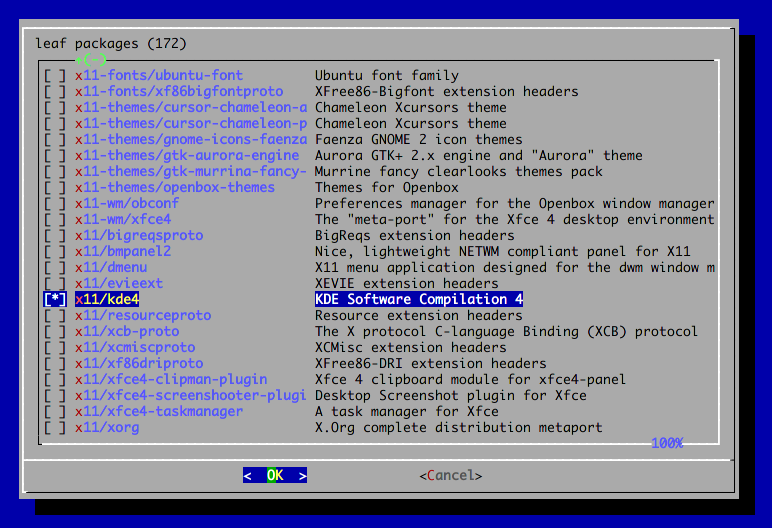 leaf packages (172)
+(-)
[ ] x11-fonts/ubuntu-font Ubuntu font family
[ ] x11-fonts/xf86bigfontproto XFree86-Bigfont extension headers
[ ] x11-themes/cursor-chameleon-a Chameleon Xcursors theme
[ ] x11-themes/cursor-chameleon-p Chameleon Xcursors theme
[ ] x11-themes/gnome-icons-faenza Faenza GNOME 2 icon themes
[ ] x11-themes/gtk-aurora-engine Aurora GTK+ 2.x engine and "Aurora" theme
[ ] x11-themes/gtk-murrina-fancy- Murrine fancy clearlooks themes pack
[ ] x11-themes/openbox-themes Themes for Openbox
[ ] x11-wm/obconf Preferences manager for the Openbox window manager
[ ] x11-wm/xfce4 The "meta-port" for the Xfce 4 desktop environment
[ ] x11/bigreqsproto BigReqs extension headers
[ ] x11/bmpanel2 Nice, lightweight NETWM compliant panel for X11
[ ] x11/dmenu X11 menu application designed for the dwm window m
[ ] x11/evieext XEVIE extension headers
[*] x11/kde4 KDE Software Compilation 4
[ ] x11/resourceproto Resource extension headers
[ ] x11/xcb-proto The X protocol C-language Binding (XCB) protocol
[ ] x11/xcmiscproto XCMisc extension headers
[ ] x11/xf86driproto XFree86-DRI extension headers
[ ] x11/xfce4-clipman-plugin Xfce 4 clipboard module for xfce4-panel
[ ] x11/xfce4-screenshooter-plugi Desktop Screenshot plugin for Xfce
[ ] x11/xfce4-taskmanager A task manager for Xfce
[ ] x11/xorg X.Org complete distribution metaport
100%
< OK > <Cancel>